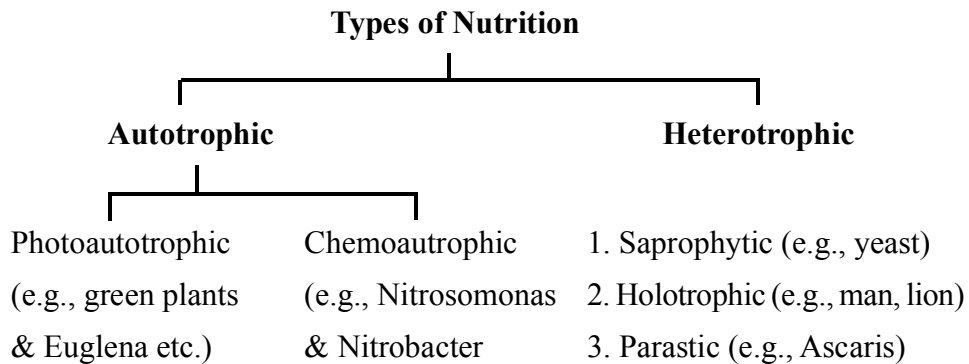 Types of Nutrition
Autotrophic
Heterotrophic
Photoautotrophic
(e.g., green plants
& Euglena etc.)
Chemoautrophic
(e.g., Nitrosomonas
& Nitrobacter
1. Saprophytic (e.g., yeast)
2. Holotrophic (e.g., man, lion)
3. Parastic (e.g., Ascaris)